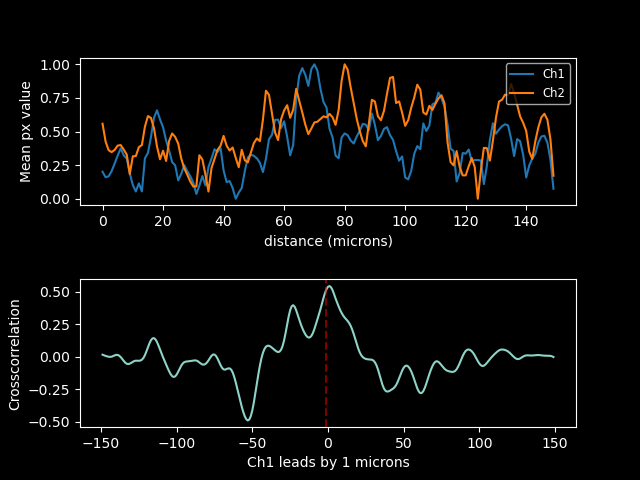 1.00
0.75
0.50
0.25
0.00
Mean px value
Ch1
Ch2
0 20 40 60 80 100 120 140
distance (microns)
0.50
0.25
0.00
−0.25
−0.50
Crosscorrelation
−150 −100 −50 0 50 100 150
Ch1 leads by 1 microns